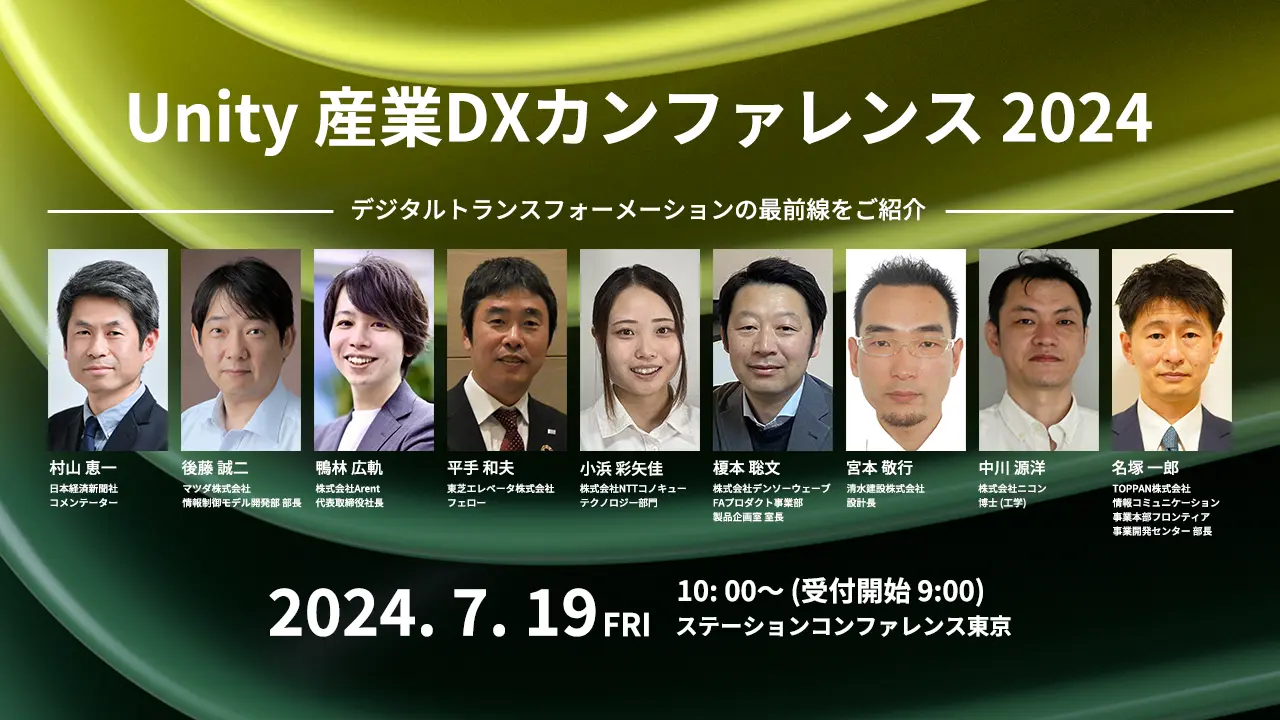 Unity 産業DXカンファレンス 2024
デジタルトランスフォーメーションの最前線をご紹介
村山 恵一
日本経済新聞社
コメンテーター
後藤 誠二
マツダ株式会社
情報制御モデル開発部 部長
鴨林 広軌
株式会社Arent
代表取締役社長
平手 和夫
東芝エレベータ株式会社
フェロー
小浜 彩矢佳
株式会社NTTコノキュー
テクノロジー部門
榎本 聡文
株式会社デンソーウェーブ
FAプロダクト事業部
製品企画室 室長
宮本 敬行
清水建設株式会社
設計長
中川 源洋
株式会社ニコン
博士 (工学)
名塚 一郎
TOPPAN株式会社
情報コミュニケーション
事業本部フロンティア
事業開発センター 部長
2024. 7. 19 FRI
10: 00〜 (受付開始 9:00)
ステーションコンファレンス東京